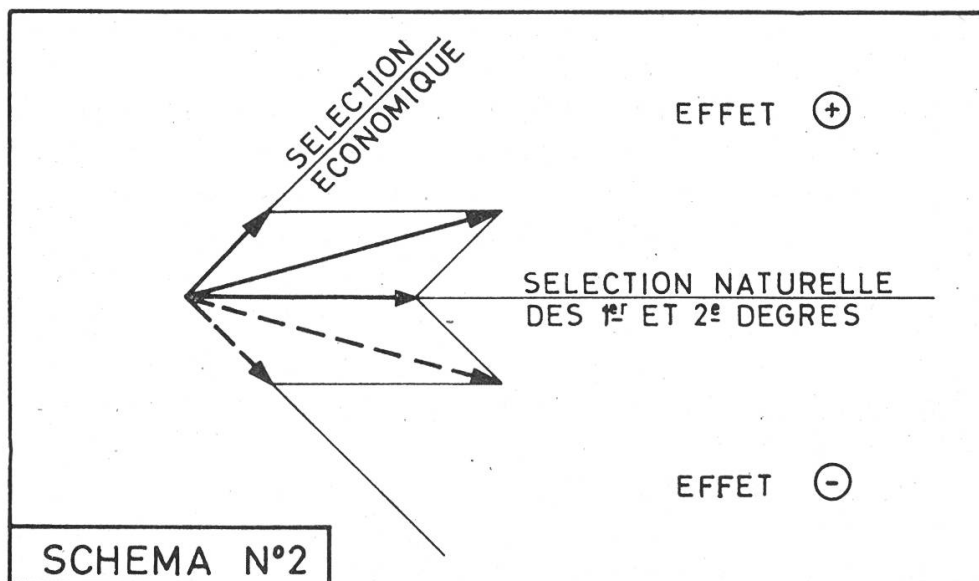 SELECTION
ECONOMIQUE
EFFET +
SELECTION NATURELLE
DES 1er ET 2e DEGRES
EFFET -
SCHEMA N°2